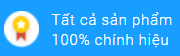 Tất cả sản phẩm
100% chính hiệu